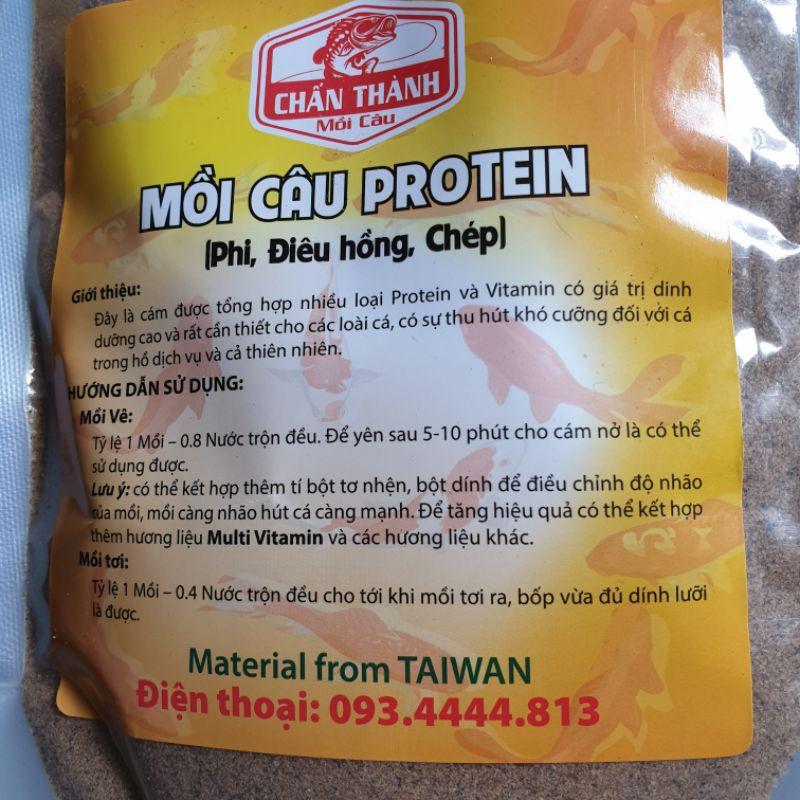 CHẤN THÀNH
Mồi Câu
MỒI CÂU PROTEIN
(Phi, Điêu hồng, Chép)
Giới thiệu:
Đây là cám được tổng hợp nhiều loại Protein và Vitamin có giá trị dinh
dưỡng cao và rất cần thiết cho các loài cá, có sự thu hút khó cưỡng đối với cá
trong hồ dịch vụ và cả thiên nhiên.
HƯỚNG DẪN SỬ DỤNG:
Mồi Vê:
Tỷ lệ 1 Mồi – 0.8 Nước trộn đều. Để yên sau 5-10 phút cho cám nở là có thể
sử dụng được.
Lưu ý: có thể kết hợp thêm tí bột tơ nhện, bột dính để điều chỉnh độ nhão
của mồi, mồi càng nhão hút cá càng mạnh. Để tăng hiệu quả có thể kết hợp
thêm hương liệu Multi Vitamin và các hương liệu khác.
Mồi tơi:
Tỷ lệ 1 Mồi – 0.4 Nước trộn đều cho tới khi mồi tơi ra, bốp vừa đủ dính lưỡi
là được.
Material from TAIWAN
Điện thoại: 093.4444.813